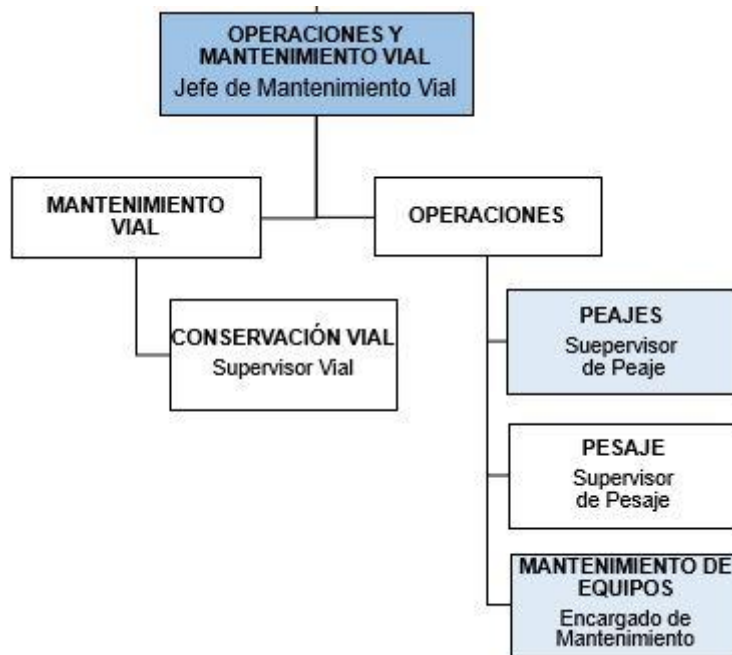 OPERACIONES Y
MANTENIMIENTO VIAL
Jefe de Mantenimiento Vial
MANTENIMIENTO
VIAL
OPERACIONES
CONSERVACIÓN VIAL
Supervisor Vial
PEAJES
Suepervisor
de Peaje
PESAJE
Supervisor
de Pesaje
MANTENIMIENTO DE
EQUIPOS
Encargado de
Mantenimiento